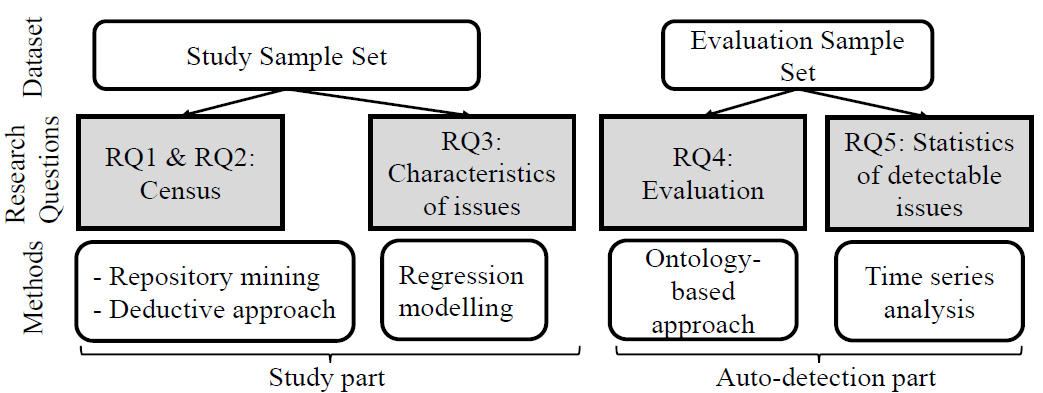 Dataset
Study Sample Set
Evaluation Sample
Set
Research
Questions
RQ1 & RQ2:
Census
RQ3:
Characteristics
of issues
RQ4:
Evaluation
RQ5: Statistics
of detectable
issues
Methods
- Repository mining
- Deductive approach
Regression
modelling
Ontology-
based
approach
Time series
analysis
Study part
Auto-detection part